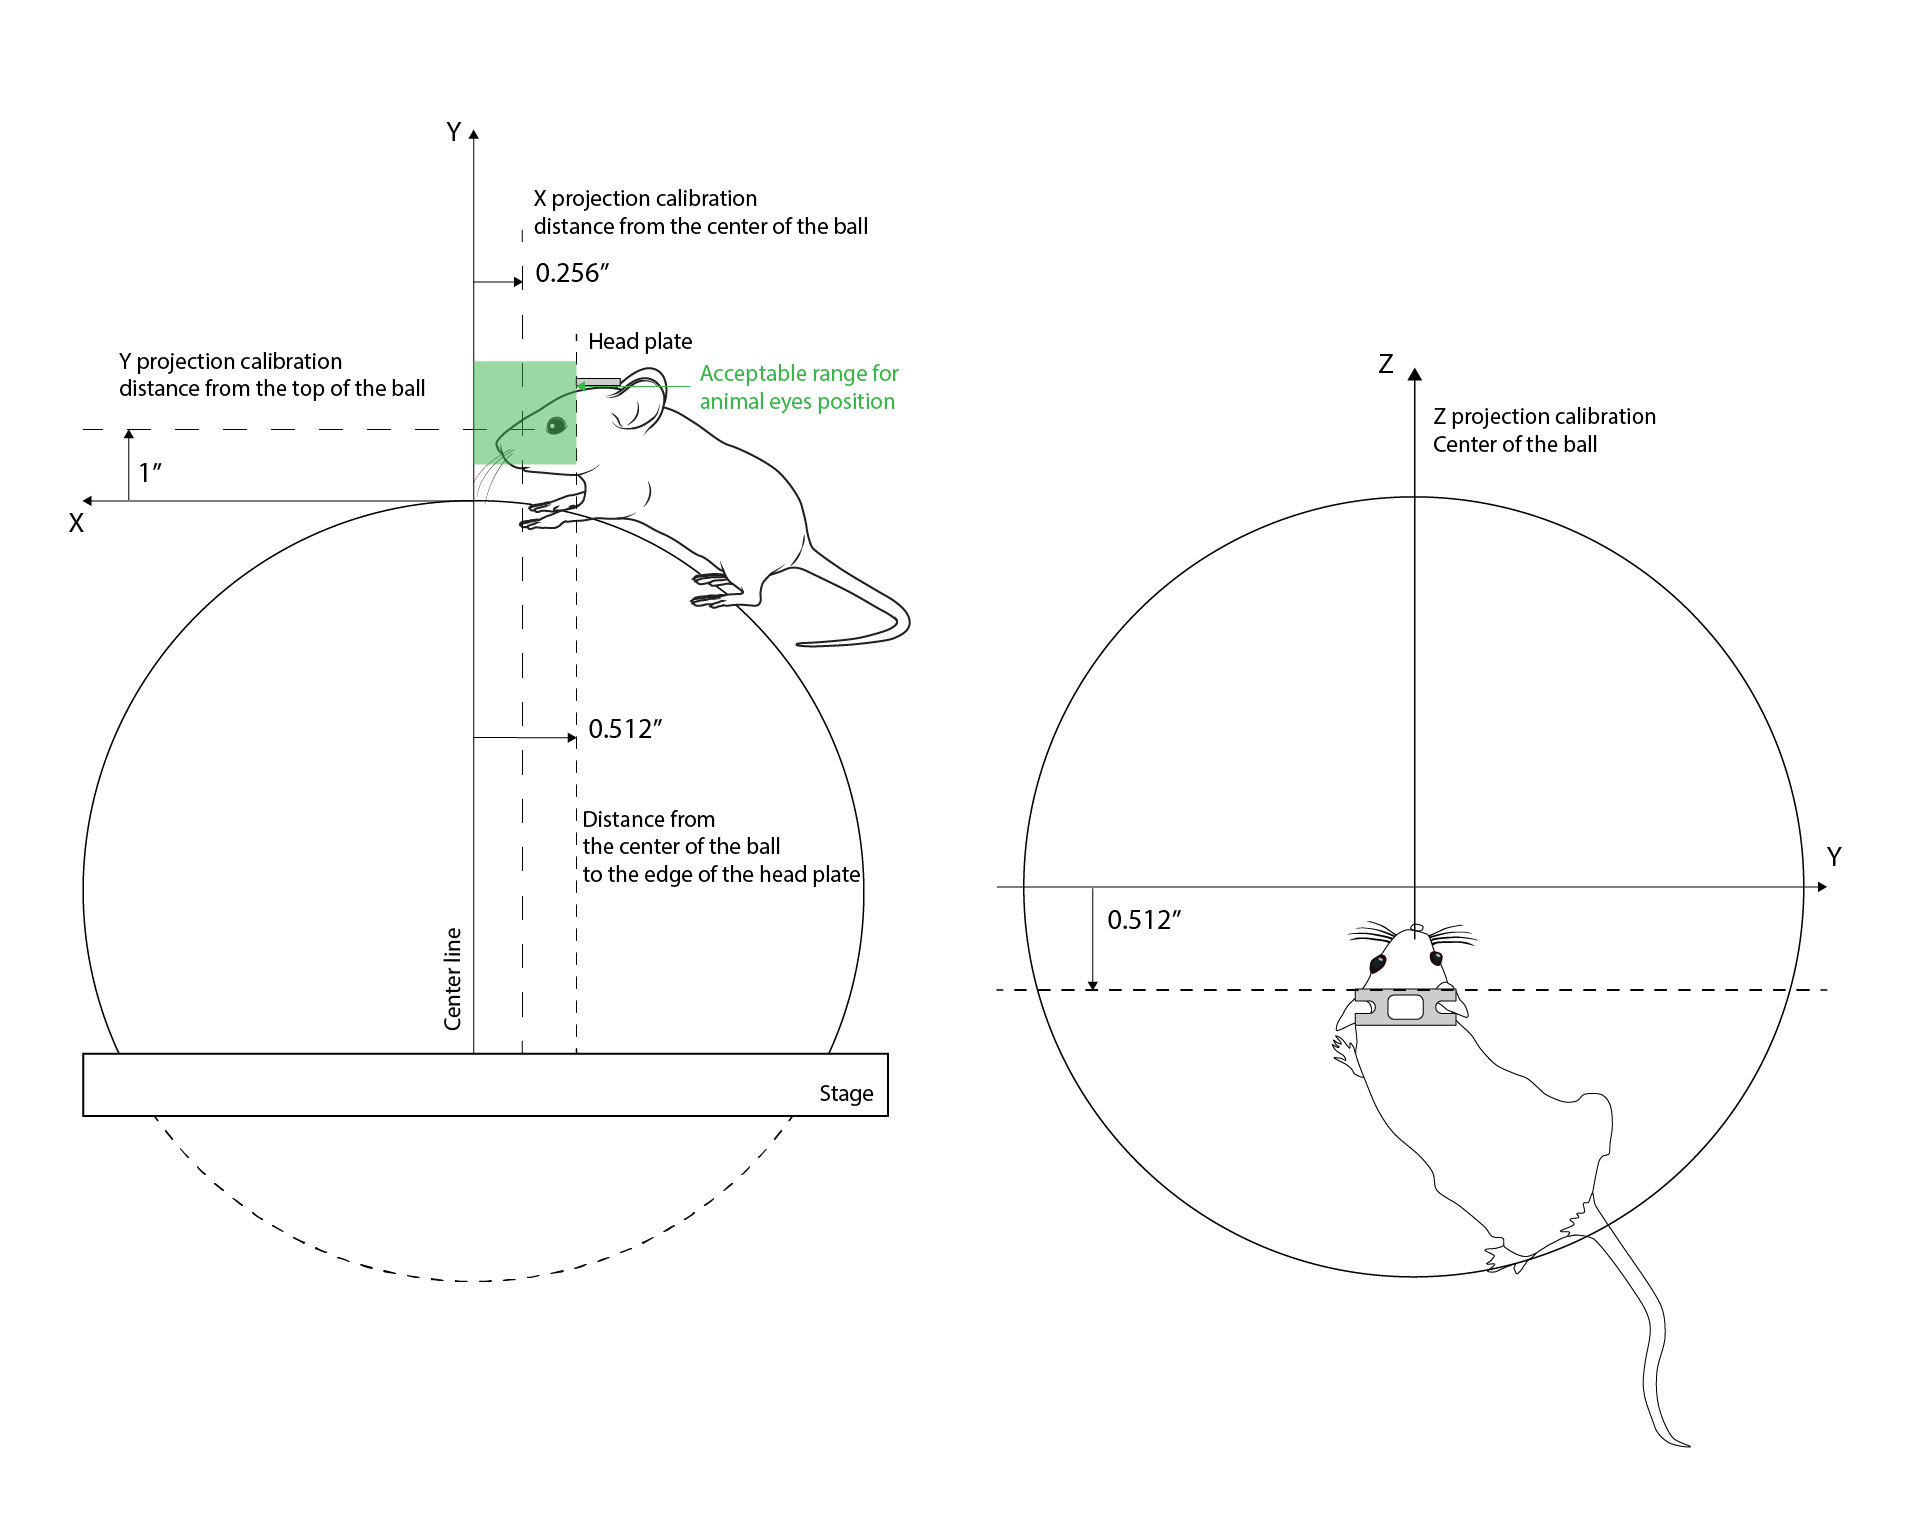 Y
X projection calibration
distance from the center of the ball
0.256”
Head plate
Acceptable range for
animal eyes position
Y projection calibration
distance from the top of the ball
1”
X
0.512”
Distance from
the center of the ball
to the edge of the head plate
Center line
Stage
Z
Z projection calibration
Center of the ball
Y
0.512”